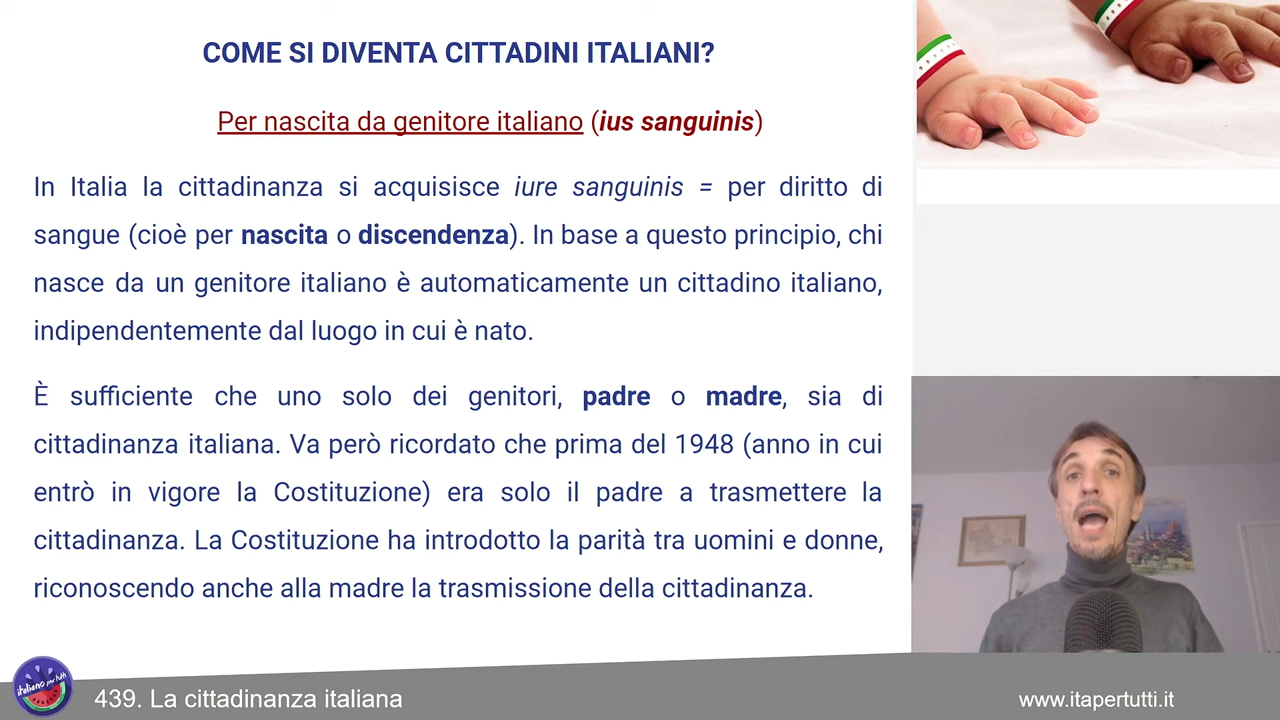 COME SI DIVENTA CITTADINI ITALIANI?
Per nascita da genitore italiano (ius sanguinis)
In Italia la cittadinanza si acquisisce iure sanguinis = per diritto di
sangue (cioè per nascita o discendenza). In base a questo principio, chi
nasce da un genitore italiano è automaticamente un cittadino italiano,
indipendentemente dal luogo in cui è nato.
È sufficiente che uno solo dei genitori, padre o madre, sia di
cittadinanza italiana. Va però ricordato che prima del 1948 (anno in cui
entrò in vigore la Costituzione) era solo il padre a trasmettere la
cittadinanza. La Costituzione ha introdotto la parità tra uomini e donne,
riconoscendo anche alla madre la trasmissione della cittadinanza.
italiano per tutti
439. La cittadinanza italiana
www.itapertutti.it